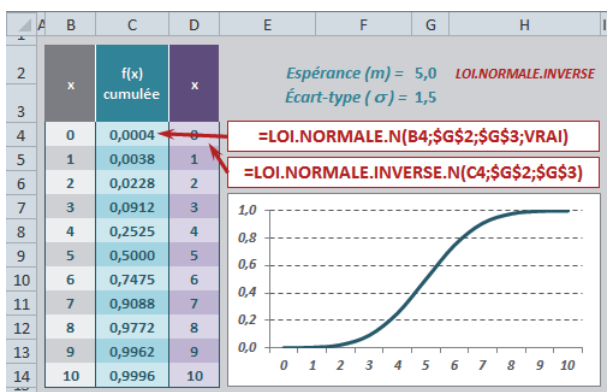 A B C D E F G H I
1
2 x f(x) cumulée x Espérance (m) = 5,0 LOI.NORMALE.INVERSE
3 Écart-type ( σ ) = 1,5
4 0 0,0004 0 =LOI.NORMALE.N(B4;$G$2;$G$3;VRAI)
5 1 0,0038 1 =LOI.NORMALE.INVERSE.N(C4;$G$2;$G$3)
6 2 0,0228 2
7 3 0,0912 3
8 4 0,2525 4
9 5 0,5000 5
10 6 0,7475 6
11 7 0,9088 7
12 8 0,9772 8
13 9 0,9962 9
14 10 0,9996 10
1,0
0,8
0,6
0,4
0,2
0,0
0 1 2 3 4 5 6 7 8 9 10